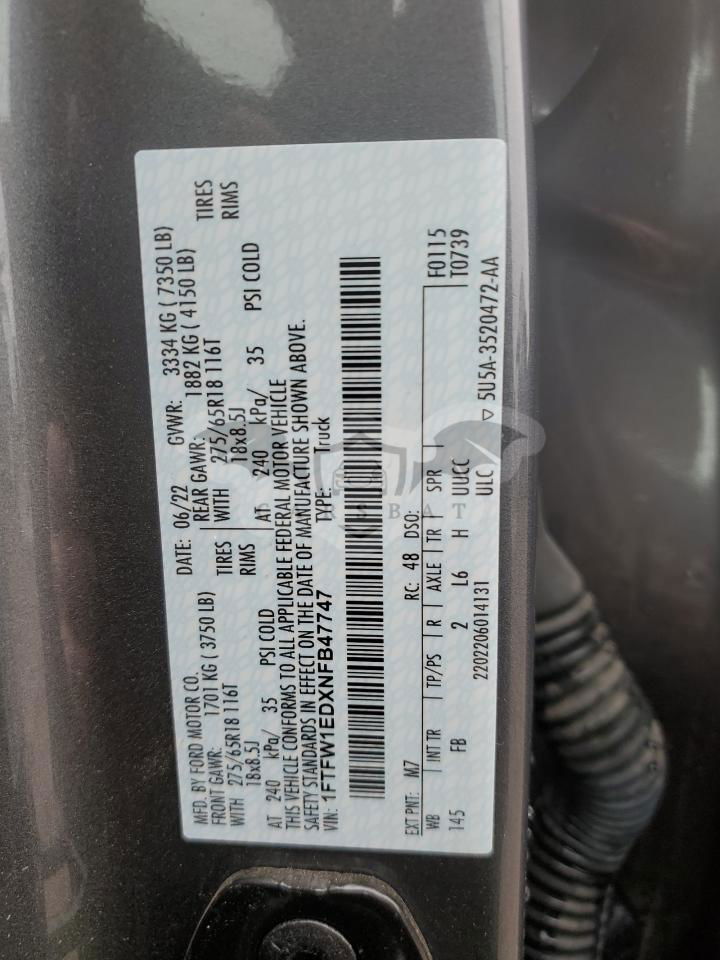 MFD. BY FORD MOTOR CO.
DATE: 06/22 GVWR: 3334 KG ( 7350 LB)
FRONT GAWR: 1701 KG ( 3750 LB) REAR GAWR: 1882 KG ( 4150 LB)
WITH 275/65R18 116T TIRES WITH 275/65R18 116T TIRES
18x8.5J RIMS 18x8.5J RIMS
AT 240 kPa/ 35 PSI COLD AT 240 kPa/ 35 PSI COLD
THIS VEHICLE CONFORMS TO ALL APPLICABLE FEDERAL MOTOR VEHICLE
SAFETY STANDARDS IN EFFECT ON THE DATE OF MANUFACTURE SHOWN ABOVE.
VIN: 1FTFW1EDXNFB47747 TYPE: Truck
EXT PNT: M7 RC: 48 DSO: F0115
WB INT TR TP/PS R AXLE TR SPR T0739
145 FB 2 L6 H UUCC
2202206014131 ULC ▽ 5U5A-3520472-AA
RSBAT